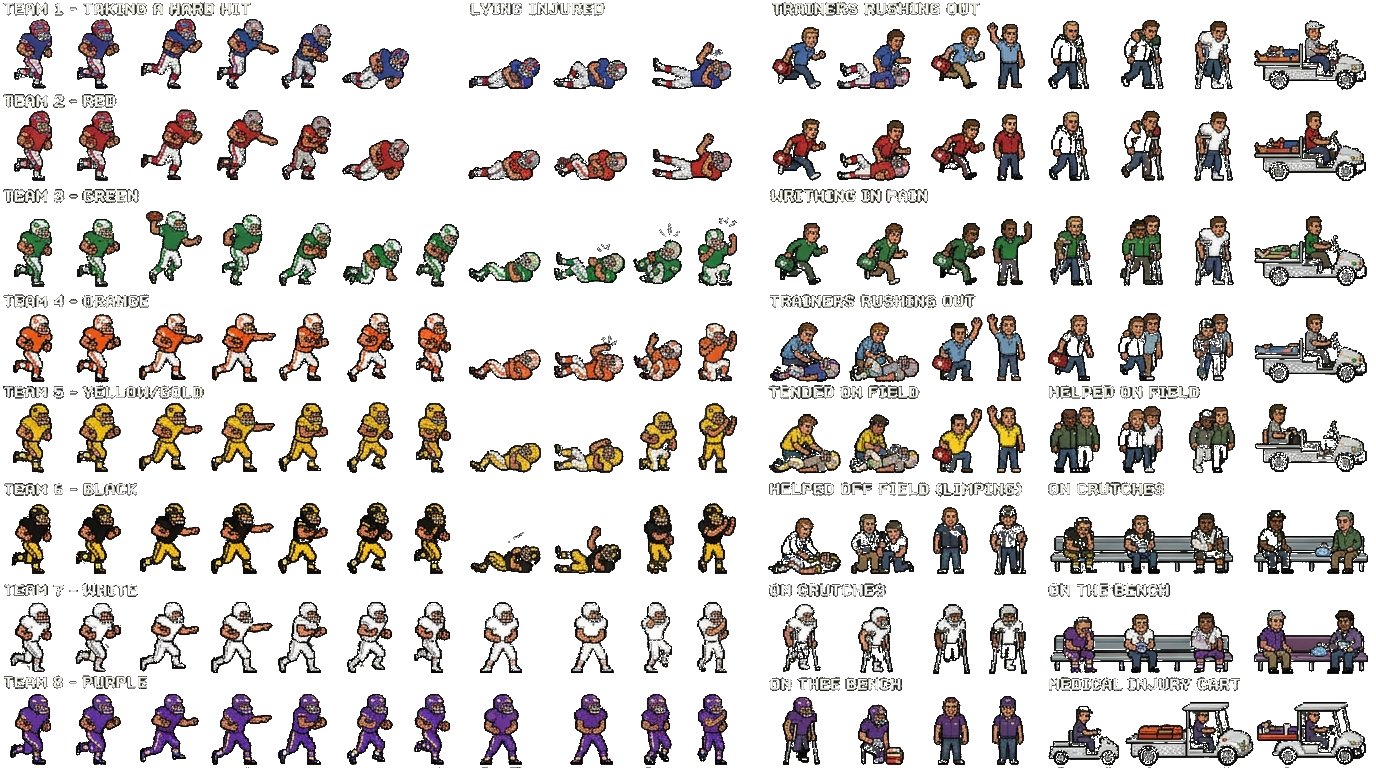 TEAM 1 - TAKING A HARD HIT
LYING INJURED
TRAINERS RUSHING OUT
TEAM 2 - RED
TEAM 3 - GREEN
WRITHING IN PAIN
TEAM 4 - ORANGE
TRAINERS RUSHING OUT
TEAM 5 - YELLOW/GOLD
TENDED ON FIELD
HELPED ON FIELD
TEAM 6 - BLACK
HELPED OFF FIELD (LIMPING)
ON CRUTCHES
TEAM 7 - WHITE
ON CRUTCHES
ON THE BENCH
TEAM 8 - PURPLE
ON THEE BENCH
MEDICAL INJURY CART